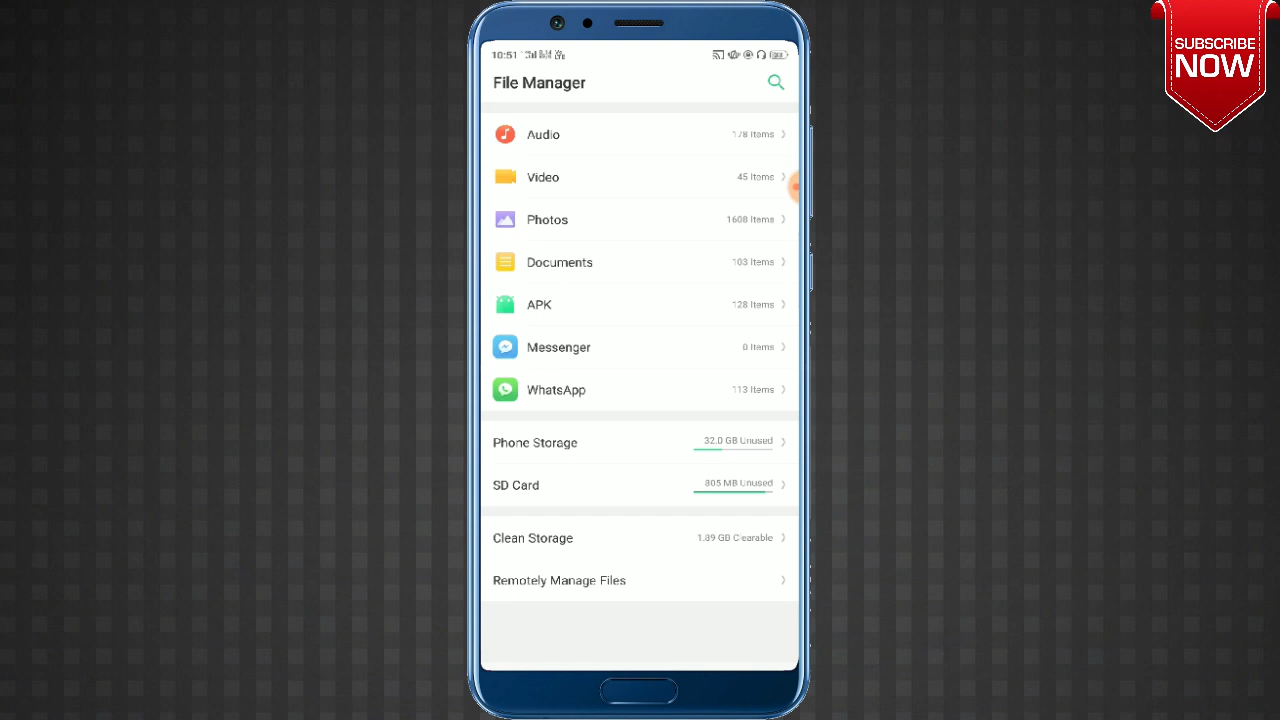 SUBSCRIBE
NOW
10:51
File Manager
Audio 178 Items
Video 45 Items
Photos 1608 Items
Documents 103 Items
APK 128 Items
Messenger 0 Items
WhatsApp 113 Items
Phone Storage 32.0 GB Unused
SD Card 805 MB Unused
Clean Storage 1.89 GB Clearable
Remotely Manage Files